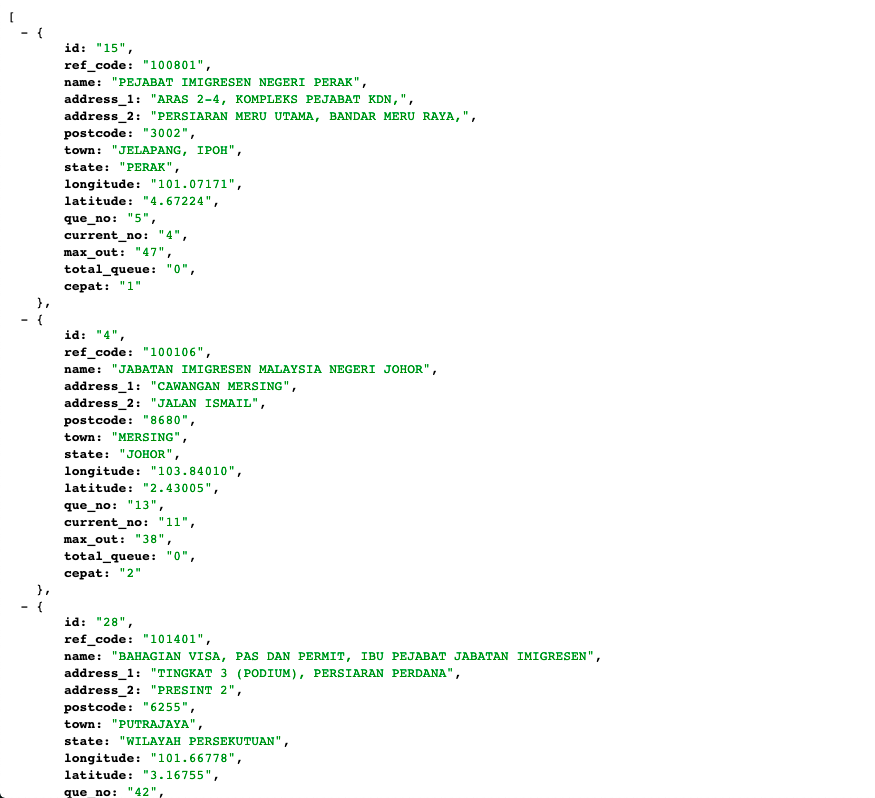 [
– {
id: "15",
ref_code: "100801",
name: "PEJABAT IMIGRESEN NEGERI PERAK",
address_1: "ARAS 2-4, KOMPLEKS PEJABAT KDN,",
address_2: "PERSIARAN MERU UTAMA, BANDAR MERU RAYA,",
postcode: "3002",
town: "JELAPANG, IPOH",
state: "PERAK",
longitude: "101.07171",
latitude: "4.67224",
que_no: "5",
current_no: "4",
max_out: "47",
total_queue: "0",
cepat: "1"
},
– {
id: "4",
ref_code: "100106",
name: "JABATAN IMIGRESEN MALAYSIA NEGERI JOHOR",
address_1: "CAWANGAN MERSING",
address_2: "JALAN ISMAIL",
postcode: "8680",
town: "MERSING",
state: "JOHOR",
longitude: "103.84010",
latitude: "2.43005",
que_no: "13",
current_no: "11",
max_out: "38",
total_queue: "0",
cepat: "2"
},
– {
id: "28",
ref_code: "101401",
name: "BAHAGIAN VISA, PAS DAN PERMIT, IBU PEJABAT JABATAN IMIGRESEN",
address_1: "TINGKAT 3 (PODIUM), PERSIARAN PERDANA",
address_2: "PRESINT 2",
postcode: "6255",
town: "PUTRAJAYA",
state: "WILAYAH PERSEKUTUAN",
longitude: "101.66778",
latitude: "3.16755",
que_no: "42",